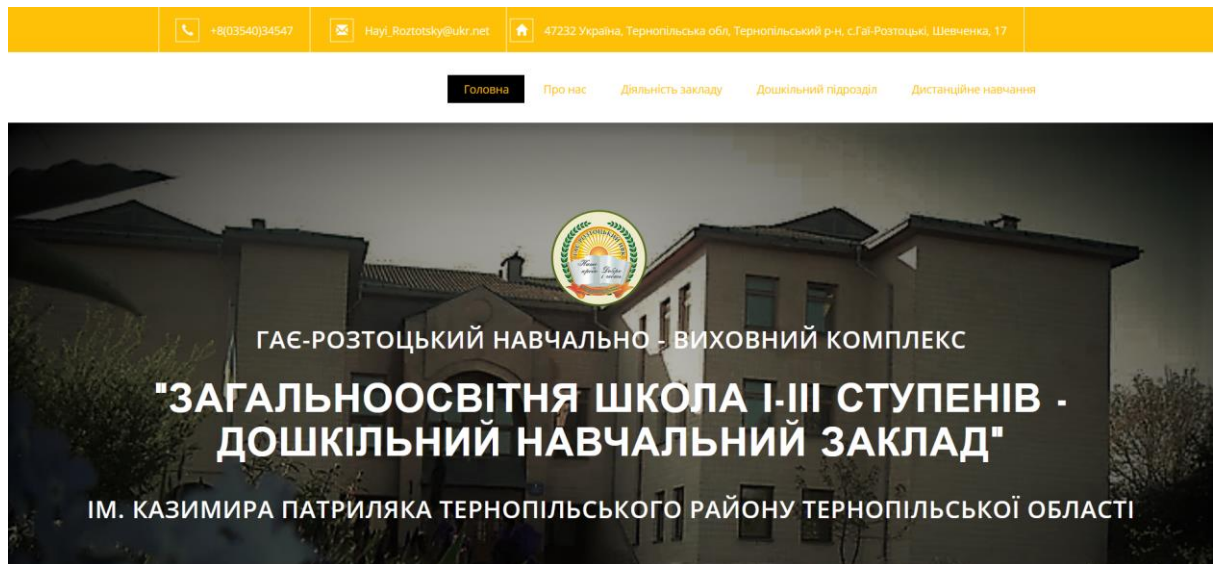 +8(03540)34547
Hayi_Roztotsky@ukr.net
47232 Україна, Тернопільська обл, Тернопільський р-н, с.Гаї-Розтоцькі, Шевченка, 17
Головна
Про нас
Діяльність закладу
Дошкільний підрозділ
Дистанційне навчання
ГАЄ-РОЗТОЦЬКИЙ НАВЧАЛЬНО - ВИХОВНИЙ КОМПЛЕКС
"ЗАГАЛЬНООСВІТНЯ ШКОЛА І-ІІІ СТУПЕНІВ -
ДОШКІЛЬНИЙ НАВЧАЛЬНИЙ ЗАКЛАД"
ІМ. КАЗИМИРА ПАТРИЛЯКА ТЕРНОПІЛЬСЬКОГО РАЙОНУ ТЕРНОПІЛЬСЬКОЇ ОБЛАСТІ